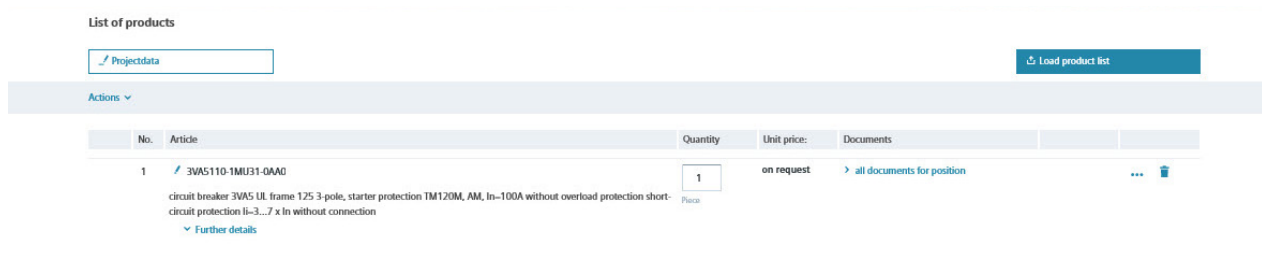 List of products
Projectdata
Load product list
Actions
No. Article Quantity Unit price: Documents
1 3VA5110-1MU31-0AA0 1 on request all documents for position
circuit breaker 3VA5 UL frame 125 3-pole, starter protection TM120M, AM, In=100A without overload protection short- Piece
circuit protection Ii=3...7 x In without connection
Further details